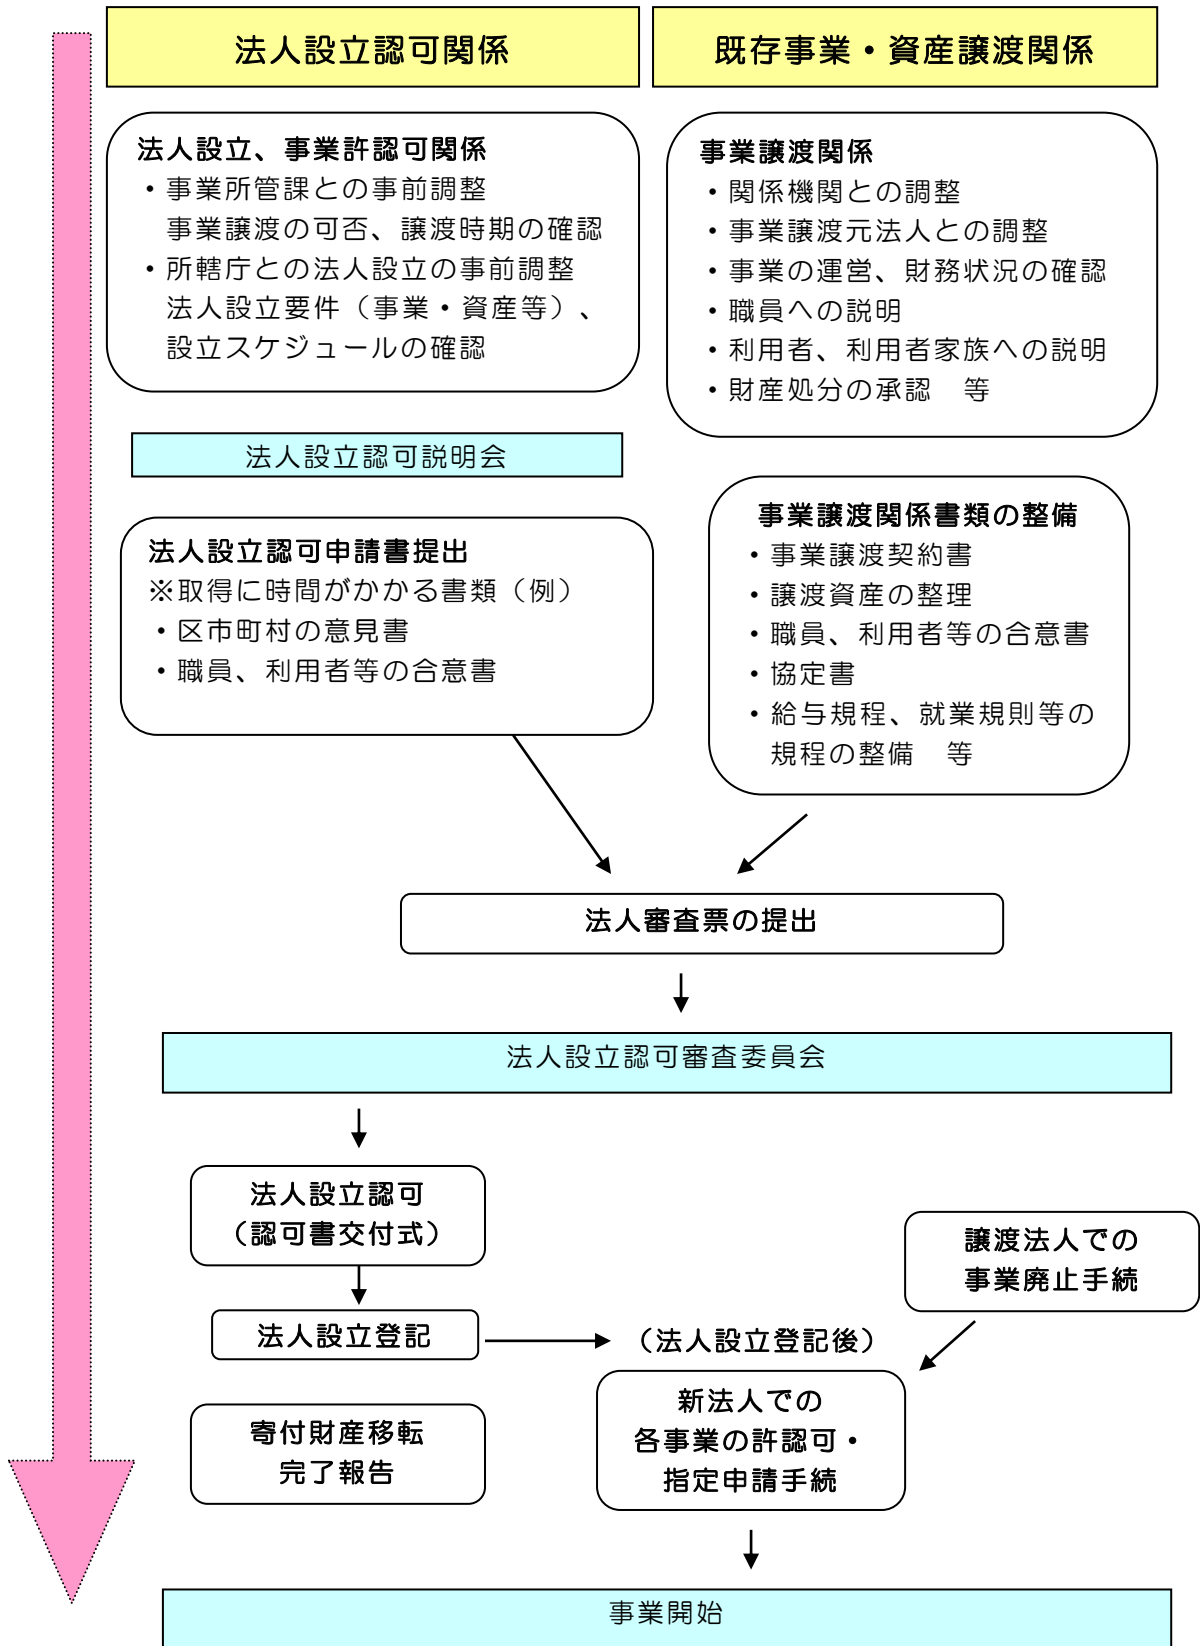 法人設立認可関係
既存事業・資産譲渡関係
法人設立、事業許認可関係
・事業所管課との事前調整
事業譲渡の可否、譲渡時期の確認
・所轄庁との法人設立の事前調整
法人設立要件（事業・資産等）、
設立スケジュールの確認
事業譲渡関係
・関係機関との調整
・事業譲渡元法人との調整
・事業の運営、財務状況の確認
・職員への説明
・利用者、利用者家族への説明
・財産処分の承認　等
法人設立認可説明会
法人設立認可申請書提出
※取得に時間がかかる書類（例）
・区市町村の意見書
・職員、利用者等の合意書
事業譲渡関係書類の整備
・事業譲渡契約書
・譲渡資産の整理
・職員、利用者等の合意書
・協定書
・給与規程、就業規則等の
規程の整備　等
法人審査票の提出
法人設立認可審査委員会
法人設立認可
（認可書交付式）
譲渡法人での
事業廃止手続
法人設立登記
（法人設立登記後）
新法人での
各事業の許認可・
指定申請手続
寄付財産移転
完了報告
事業開始